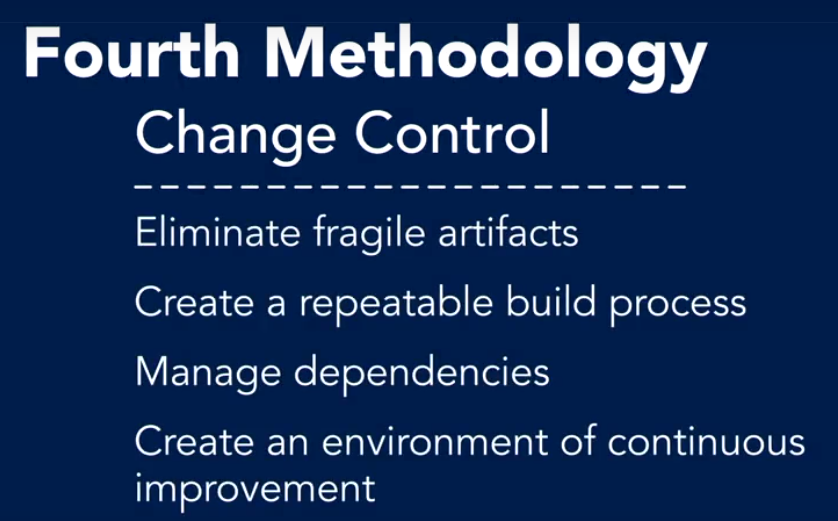 Fourth Methodology
Change Control
Eliminate fragile artifacts
Create a repeatable build process
Manage dependencies
Create an environment of continuous
improvement